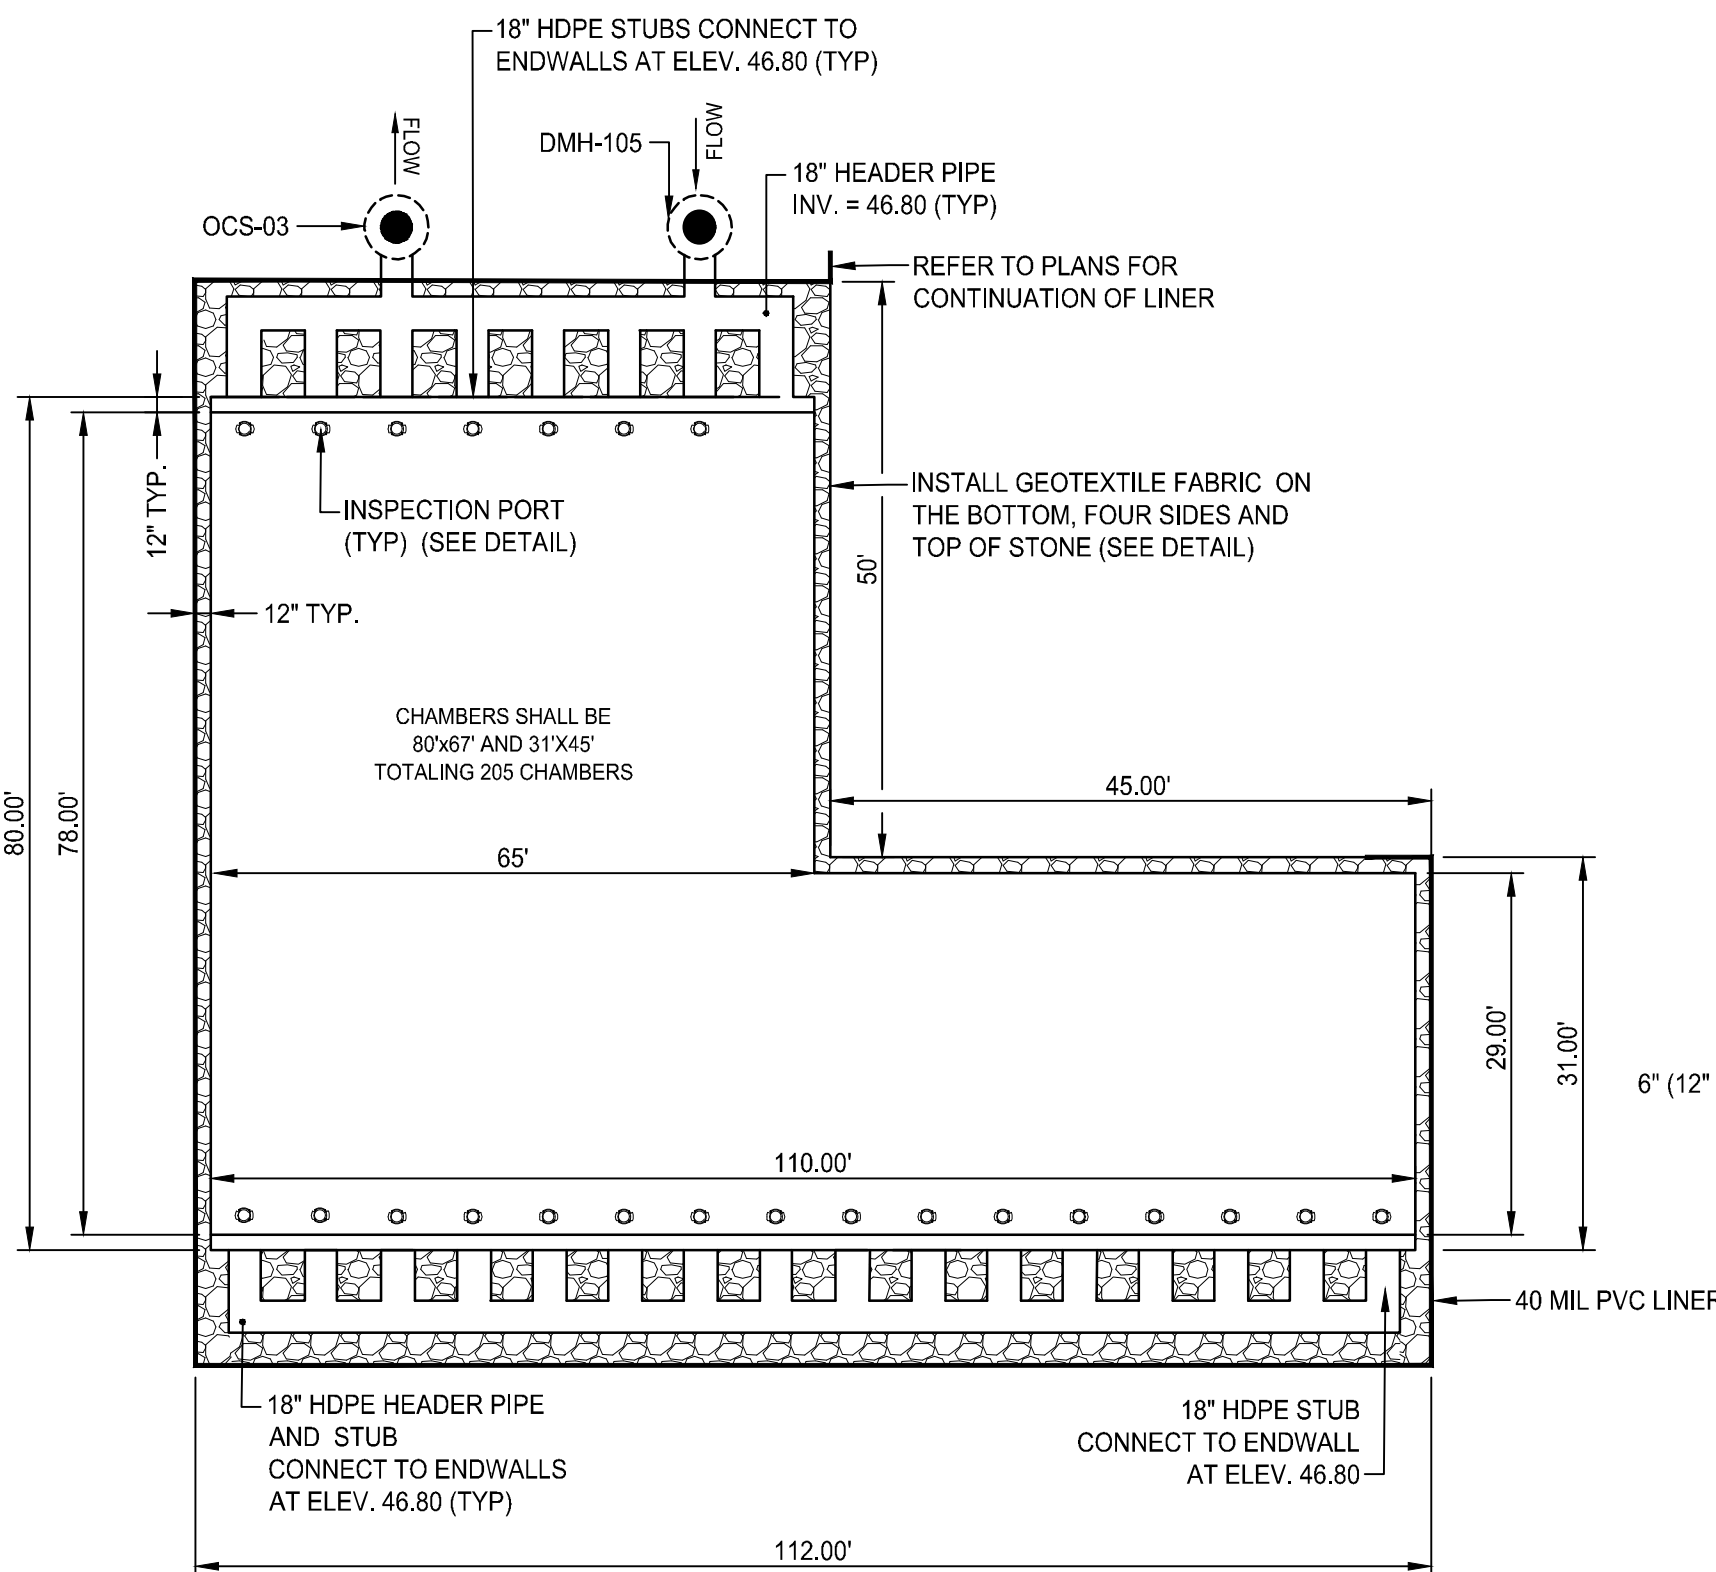 18" HDPE STUBS CONNECT TO
ENDWALLS AT ELEV. 46.80 (TYP)
FLOW
DMH-105
FLOW
18" HEADER PIPE
INV. = 46.80 (TYP)
OCS-03
REFER TO PLANS FOR
CONTINUATION OF LINER
12" TYP.
INSPECTION PORT
(TYP) (SEE DETAIL)
INSTALL GEOTEXTILE FABRIC ON
THE BOTTOM, FOUR SIDES AND
TOP OF STONE (SEE DETAIL)
50'
12" TYP.
CHAMBERS SHALL BE
80'x67' AND 31'X45'
TOTALING 205 CHAMBERS
45.00'
80.00'
78.00'
65'
29.00'
31.00'
6" (12"
110.00'
40 MIL PVC LINER
18" HDPE HEADER PIPE
AND STUB
CONNECT TO ENDWALLS
AT ELEV. 46.80 (TYP)
18" HDPE STUB
CONNECT TO ENDWALL
AT ELEV. 46.80
112.00'